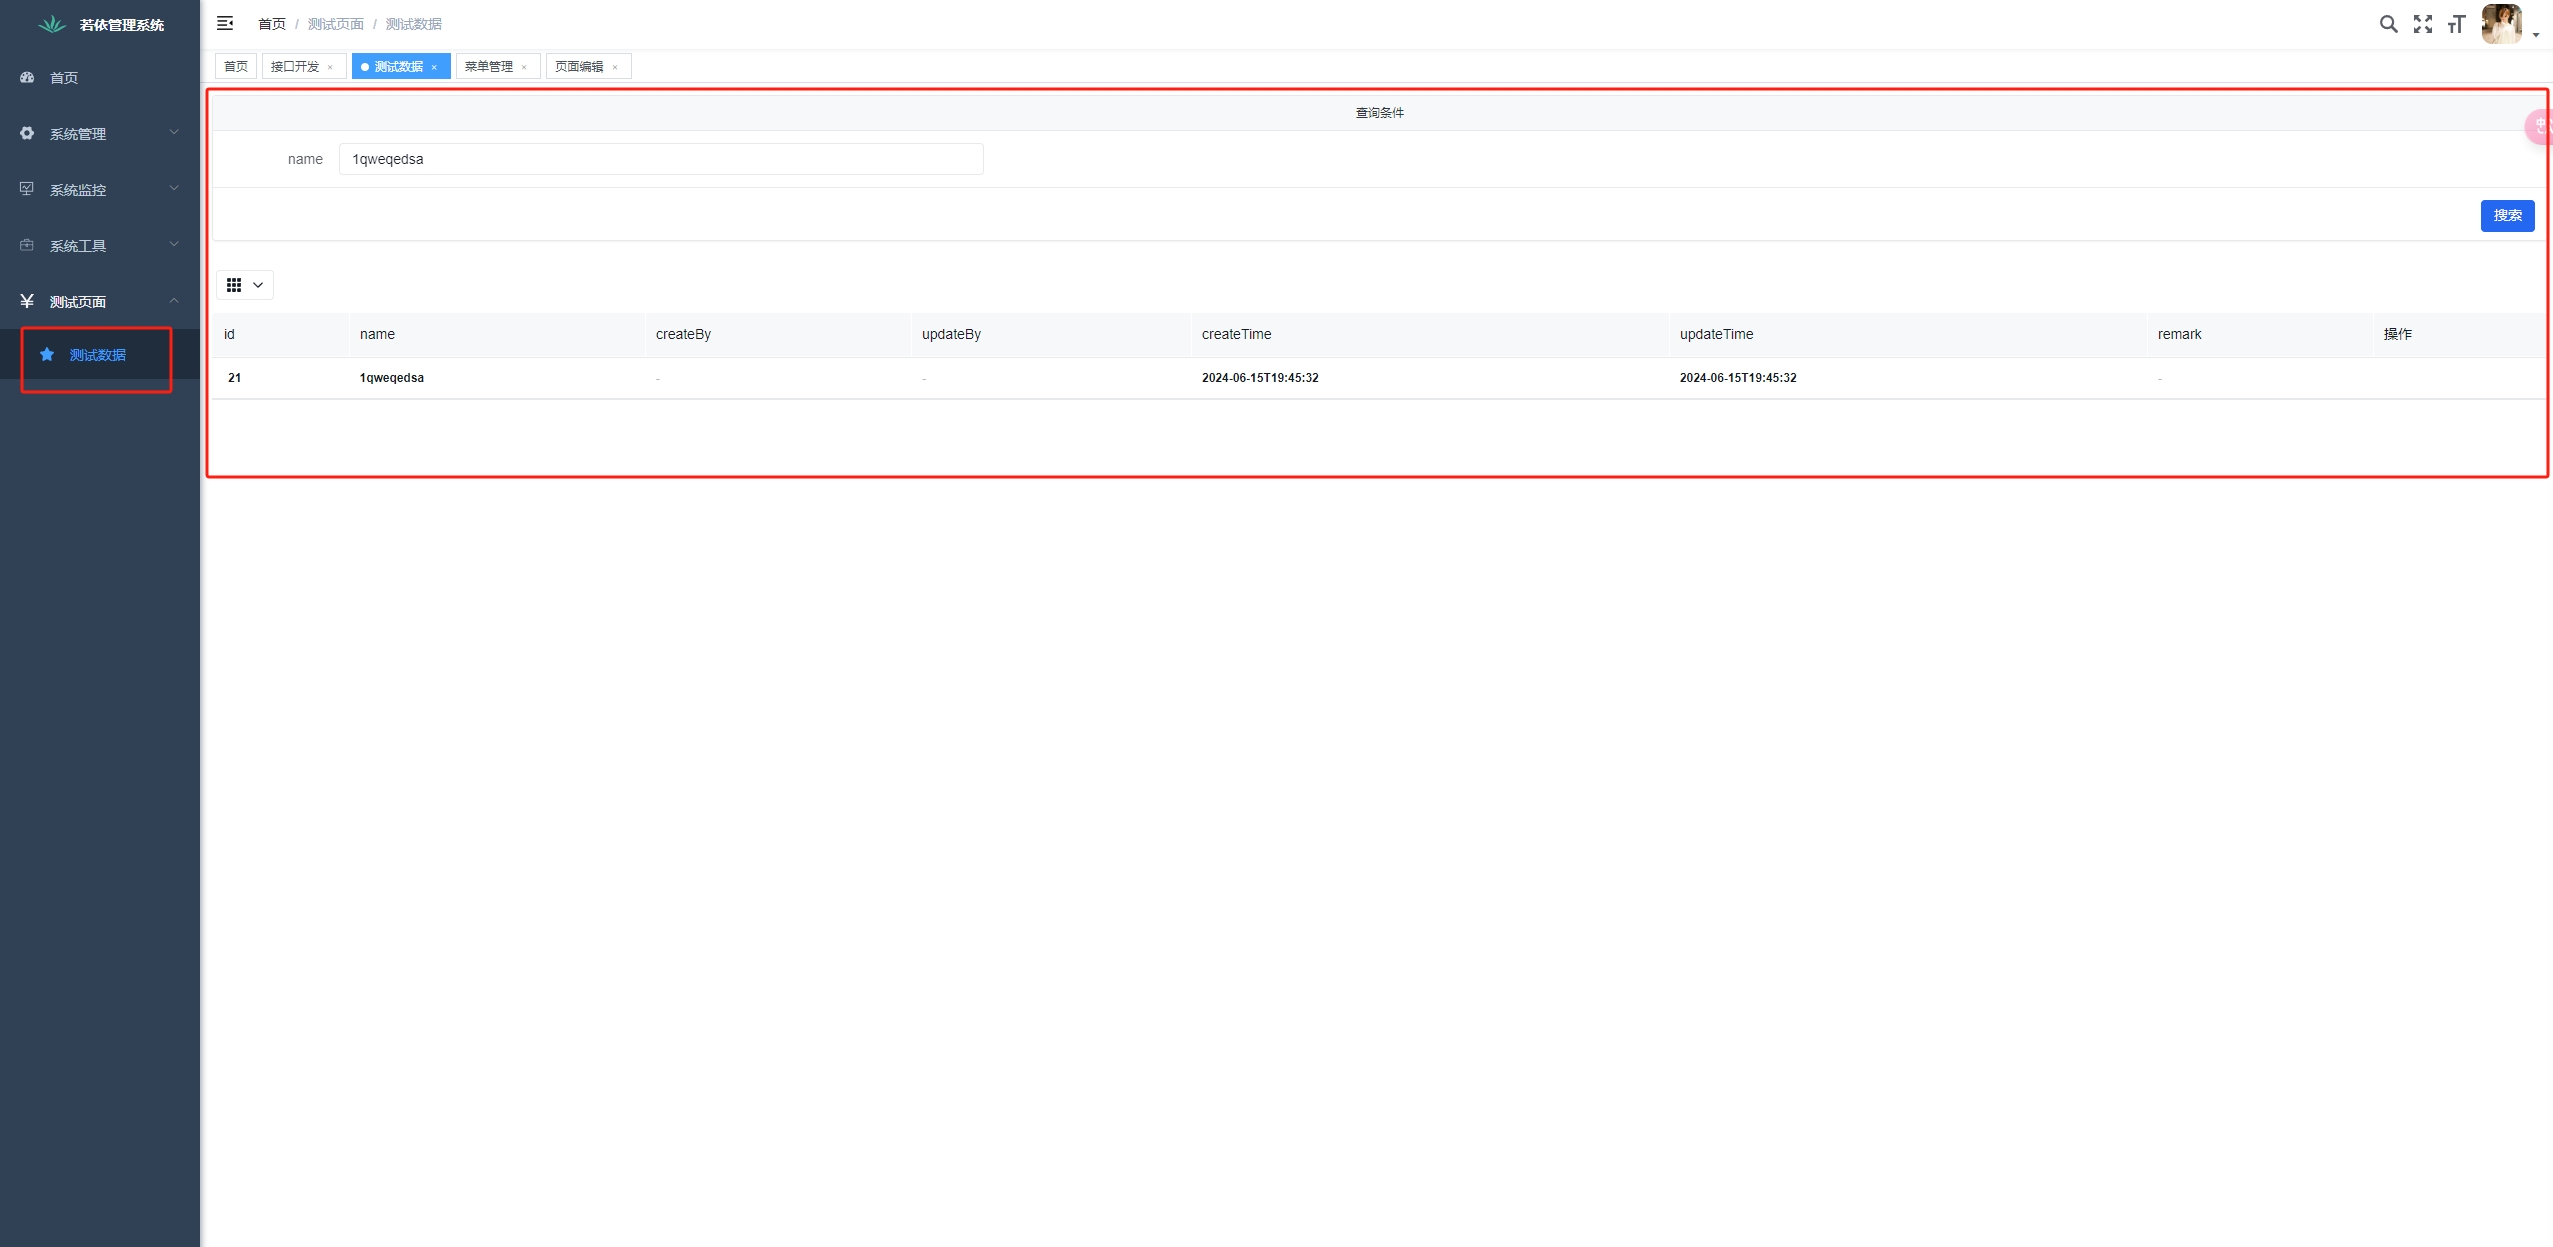 若依管理系统
首页 / 测试页面 / 测试数据
首页
接口开发 ×
测试数据 ×
菜单管理 ×
页面编辑 ×
首页
系统管理
系统监控
系统工具
测试页面
测试数据
查询条件
name 1qweqedsa
搜索
id name createBy updateBy createTime updateTime remark 操作
21 1qweqedsa - - 2024-06-15T19:45:32 2024-06-15T19:45:32 -